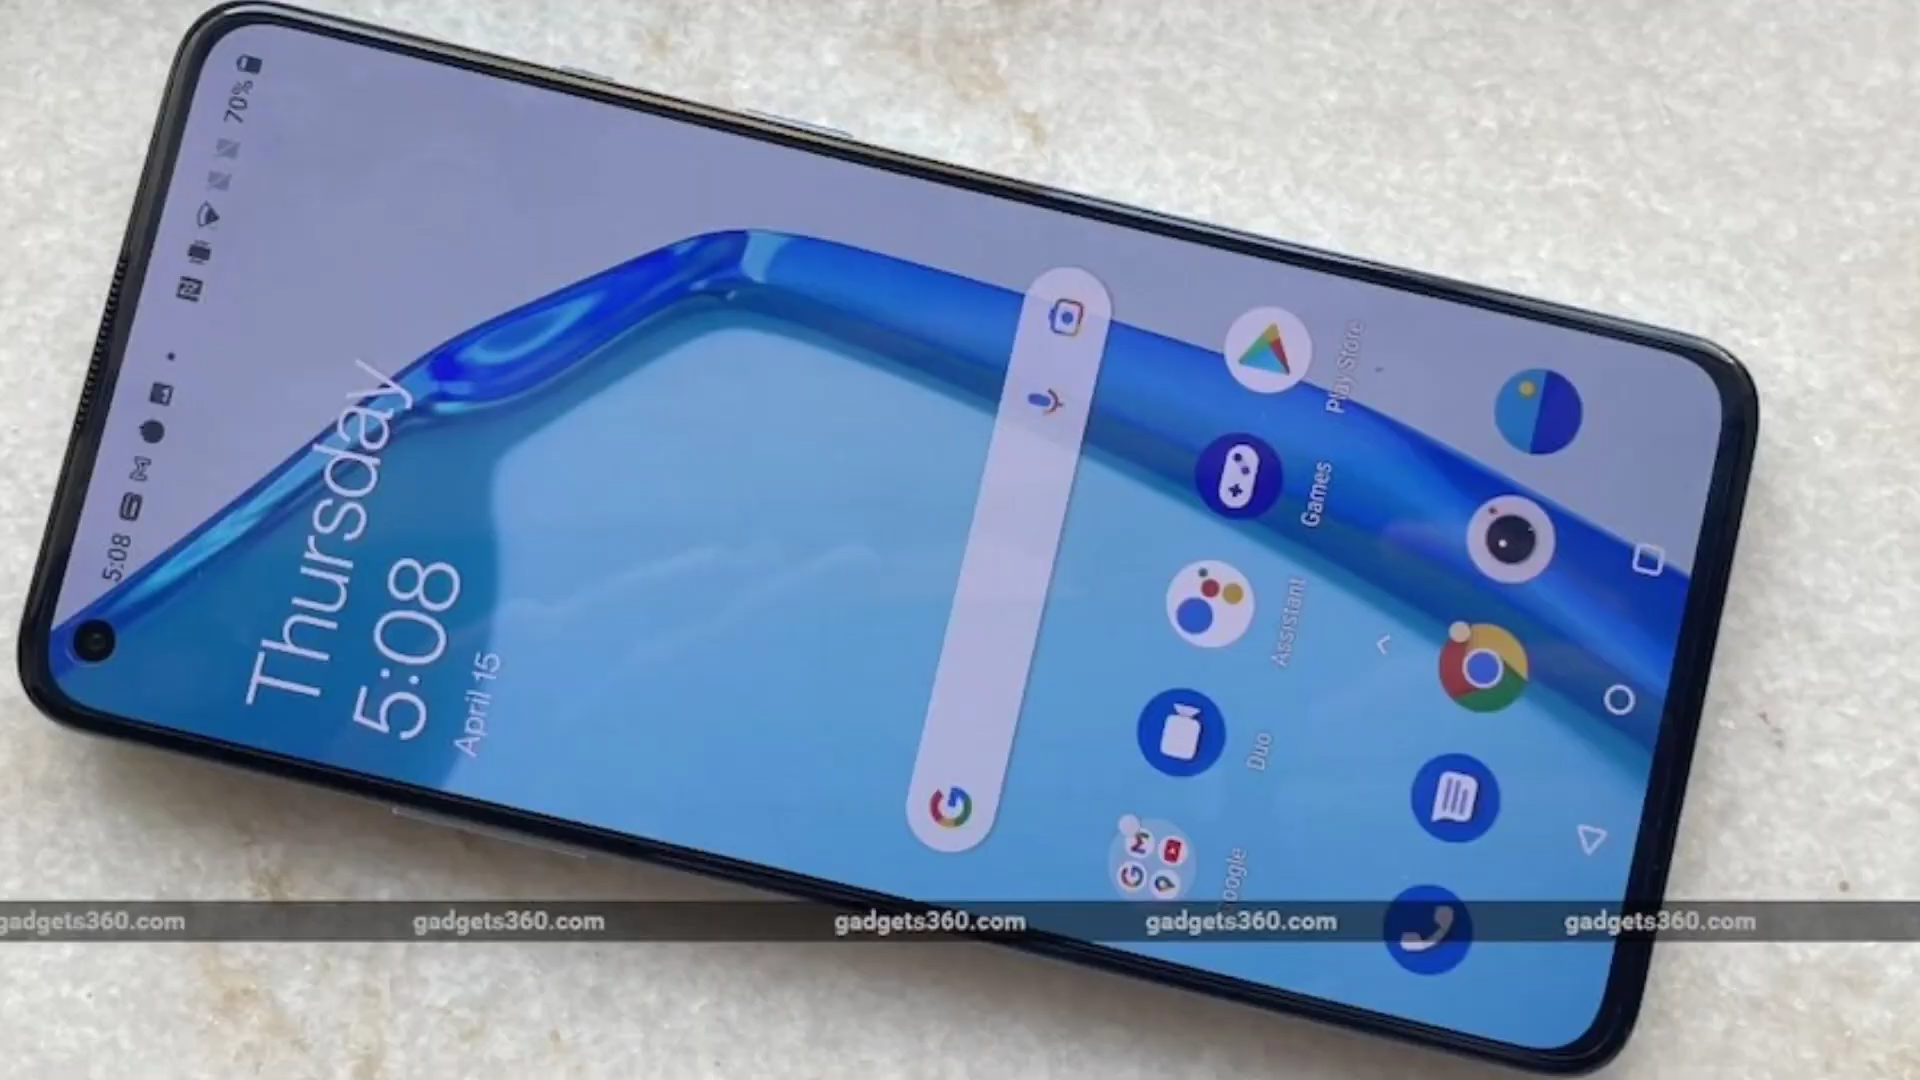 5:08
70%
Thursday
5:08
April 15
Play Store
Games
Assistant
Duo
Google
gadgets360.com gadgets360.com gadgets360.com gadgets360.com gadgets360.com